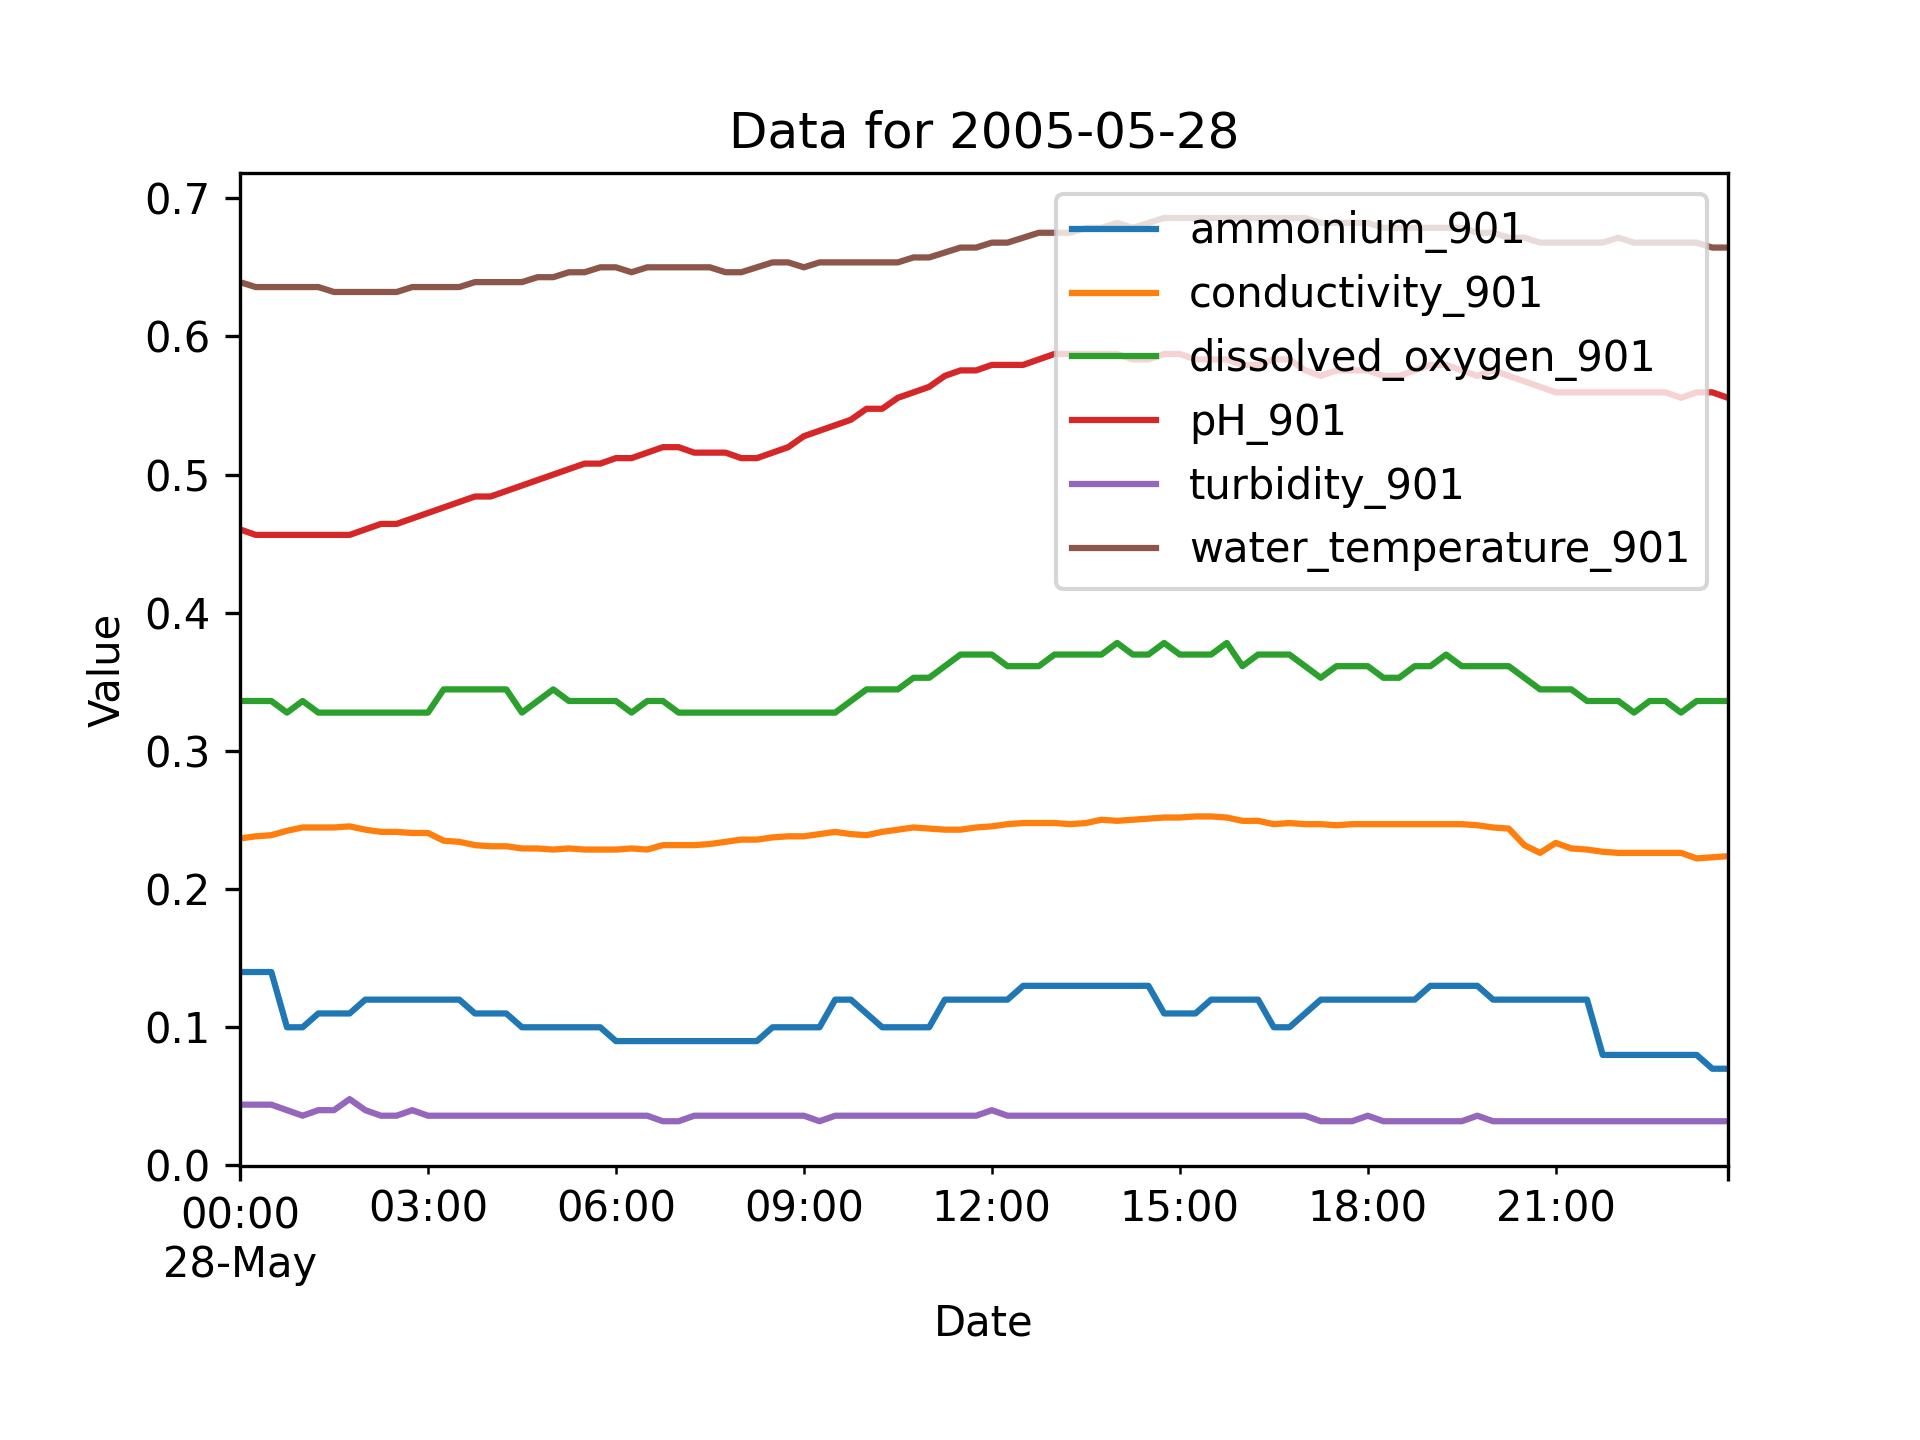 Data for 2005-05-28
0.7
0.6
0.5
0.4
0.3
0.2
0.1
0.0
Value
ammonium_901
conductivity_901
dissolved_oxygen_901
pH_901
turbidity_901
water_temperature_901
00:00 03:00 06:00 09:00 12:00 15:00 18:00 21:00
28-May
Date